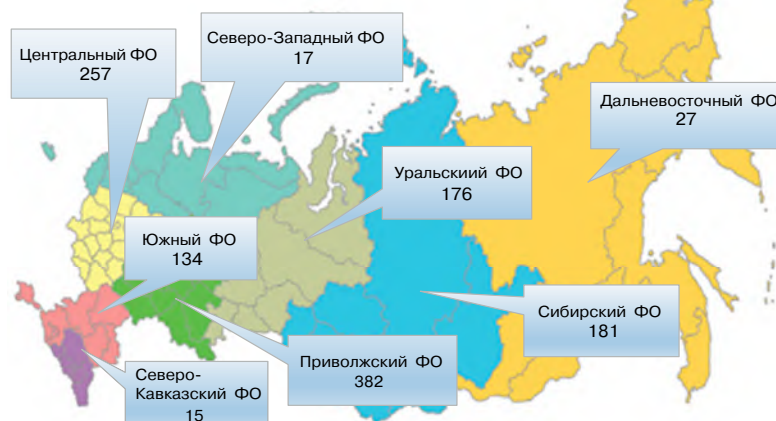 Центральный ФО
257
Северо-Западный ФО
17
Дальневосточный ФО
27
Уральскиий ФО
176
Южный ФО
134
Сибирский ФО
181
Приволжский ФО
382
Северо-
Кавказский ФО
15